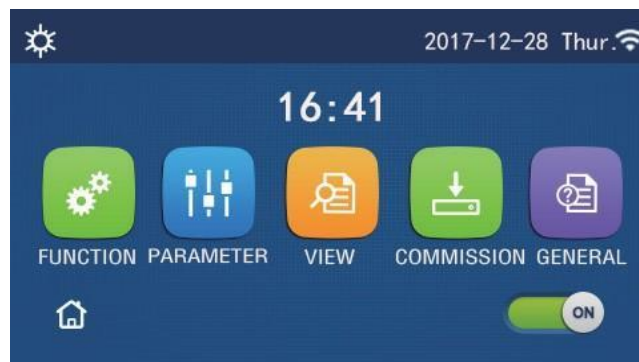 2017-12-28 Thur.
16:41
FUNCTION PARAMETER VIEW COMMISSION GENERAL
ON